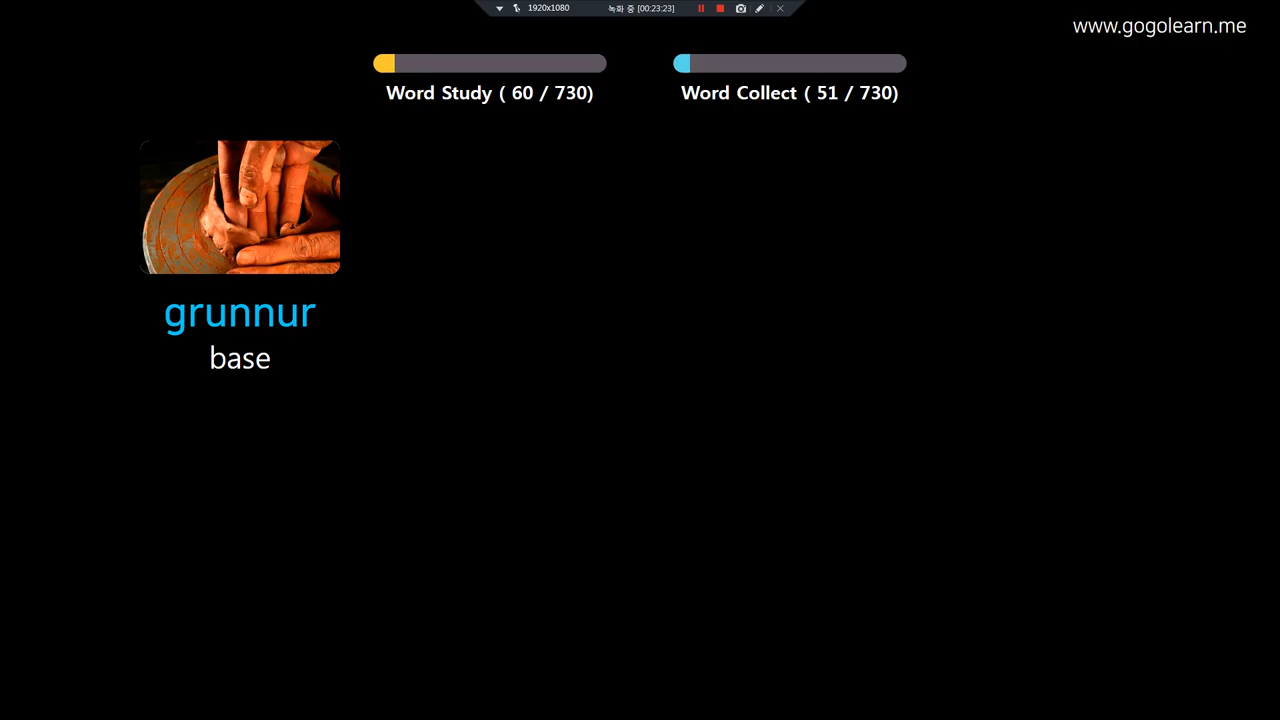 1920x1080 녹화 중 [00:23:23]
www.gogolearn.me
Word Study ( 60 / 730) Word Collect ( 51 / 730)
grunnur
base